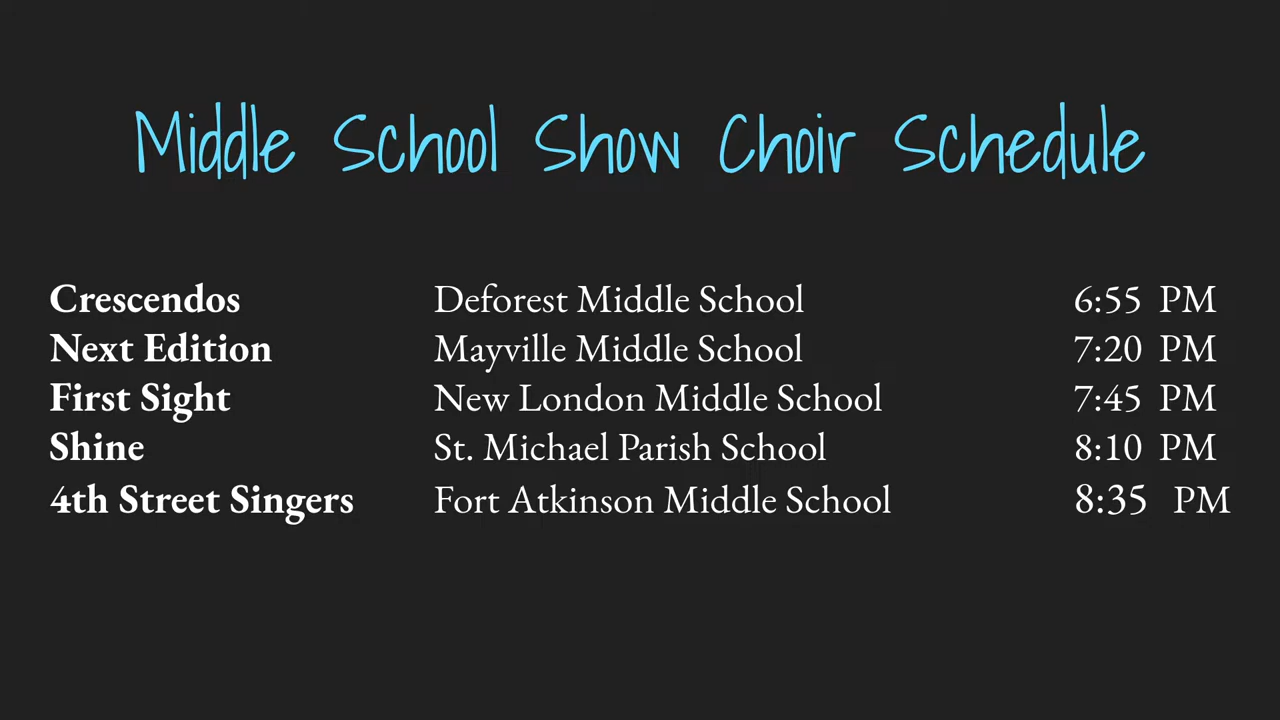 Middle School Show Choir Schedule
Crescendos Deforest Middle School 6:55 PM
Next Edition Mayville Middle School 7:20 PM
First Sight New London Middle School 7:45 PM
Shine St. Michael Parish School 8:10 PM
4th Street Singers Fort Atkinson Middle School 8:35 PM